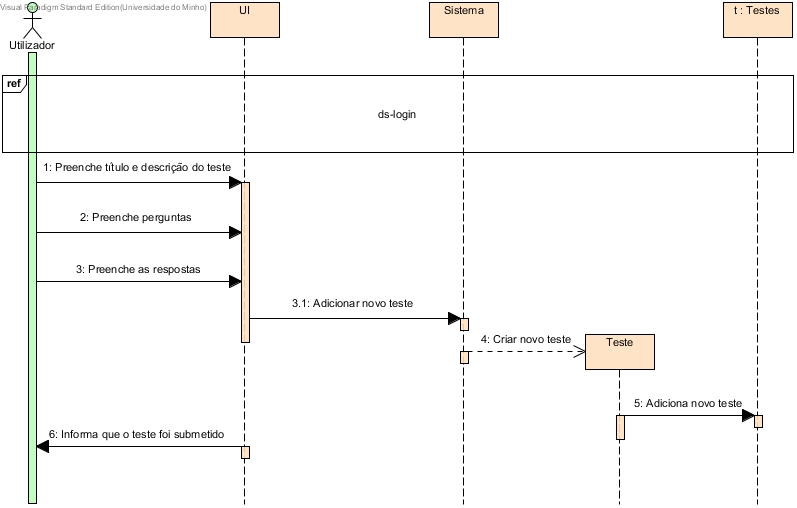 Visual Paradigm Standard Edition(Universidade do Minho)
UI
Sistema
t : Testes
Utilizador
ref
ds-login
1: Preenche título e descrição do teste
2: Preenche perguntas
3: Preenche as respostas
3.1: Adicionar novo teste
4: Criar novo teste
Teste
5: Adiciona novo teste
6: Informa que o teste foi submetido